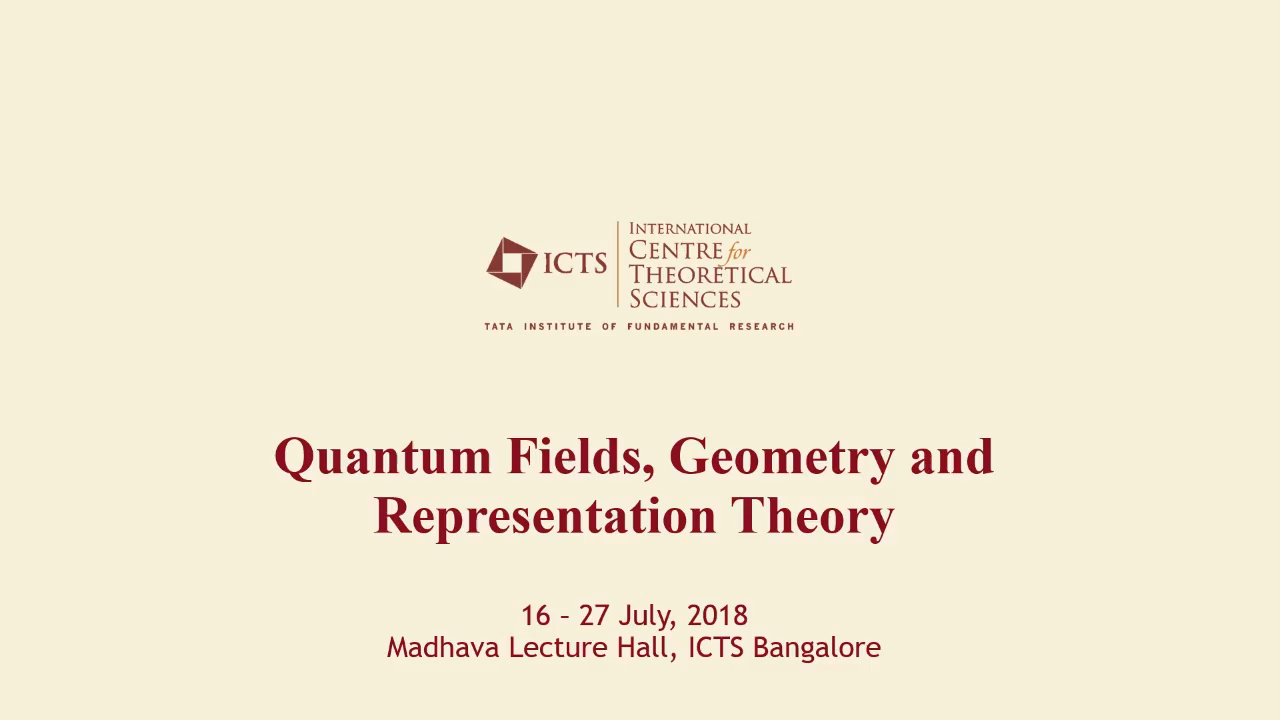 ICTS
INTERNATIONAL
CENTRE for
THEORETICAL
SCIENCES
TATA INSTITUTE OF FUNDAMENTAL RESEARCH
Quantum Fields, Geometry and
Representation Theory
16 – 27 July, 2018
Madhava Lecture Hall, ICTS Bangalore